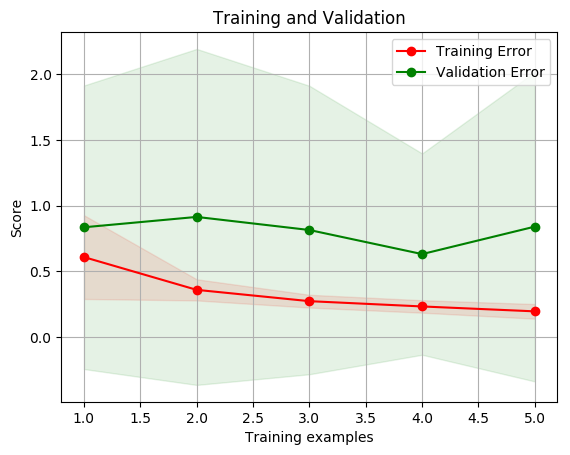 Training and Validation
Training Error
Validation Error
Score
2.0
1.5
1.0
0.5
0.0
1.0 1.5 2.0 2.5 3.0 3.5 4.0 4.5 5.0
Training examples